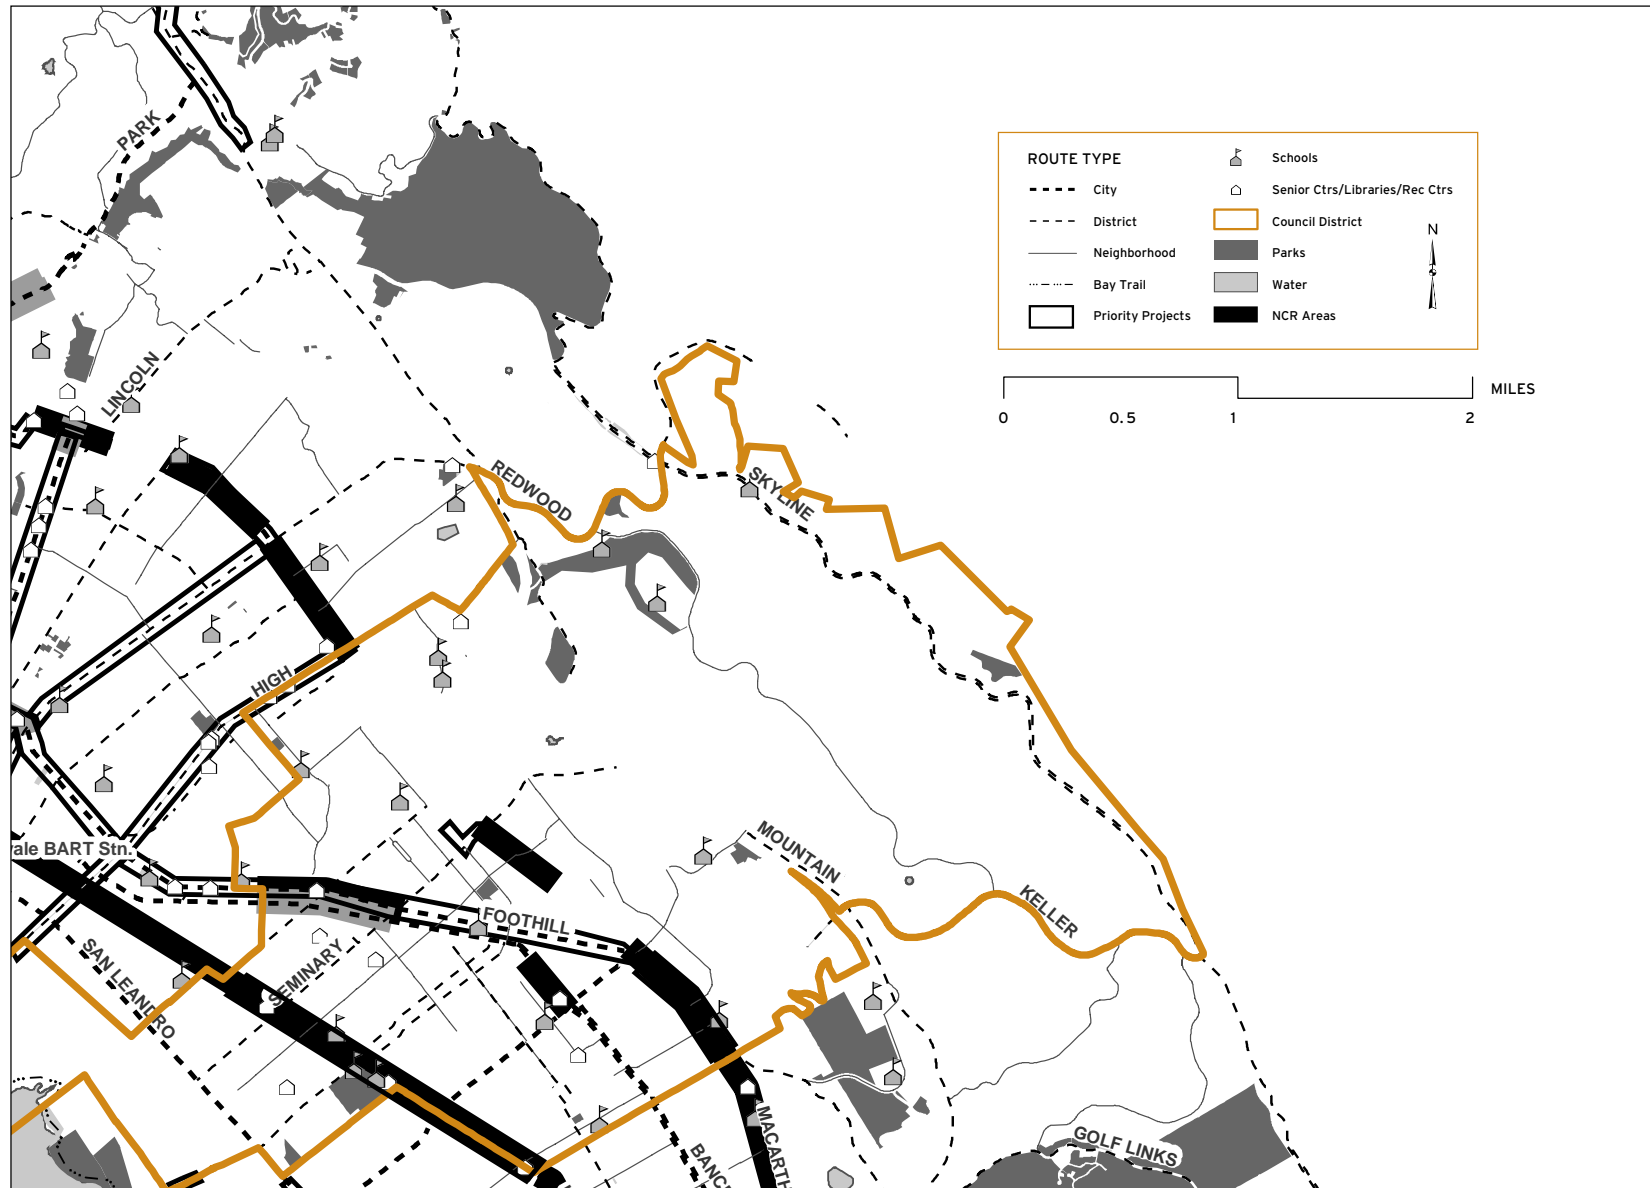 PARK
LINCOLN
REDWOOD
SKYLINE
HIGH
vale BART Stn.
MOUNTAIN
KELLER
FOOTHILL
SEMINARY
SAN LEANDRO
MACARTH
BANC
GOLF LINKS
ROUTE TYPE
City
District
Neighborhood
Bay Trail
Priority Projects
Schools
Senior Ctrs/Libraries/Rec Ctrs
Council District
Parks
Water
NCR Areas
N
MILES
0 0.5 1 2